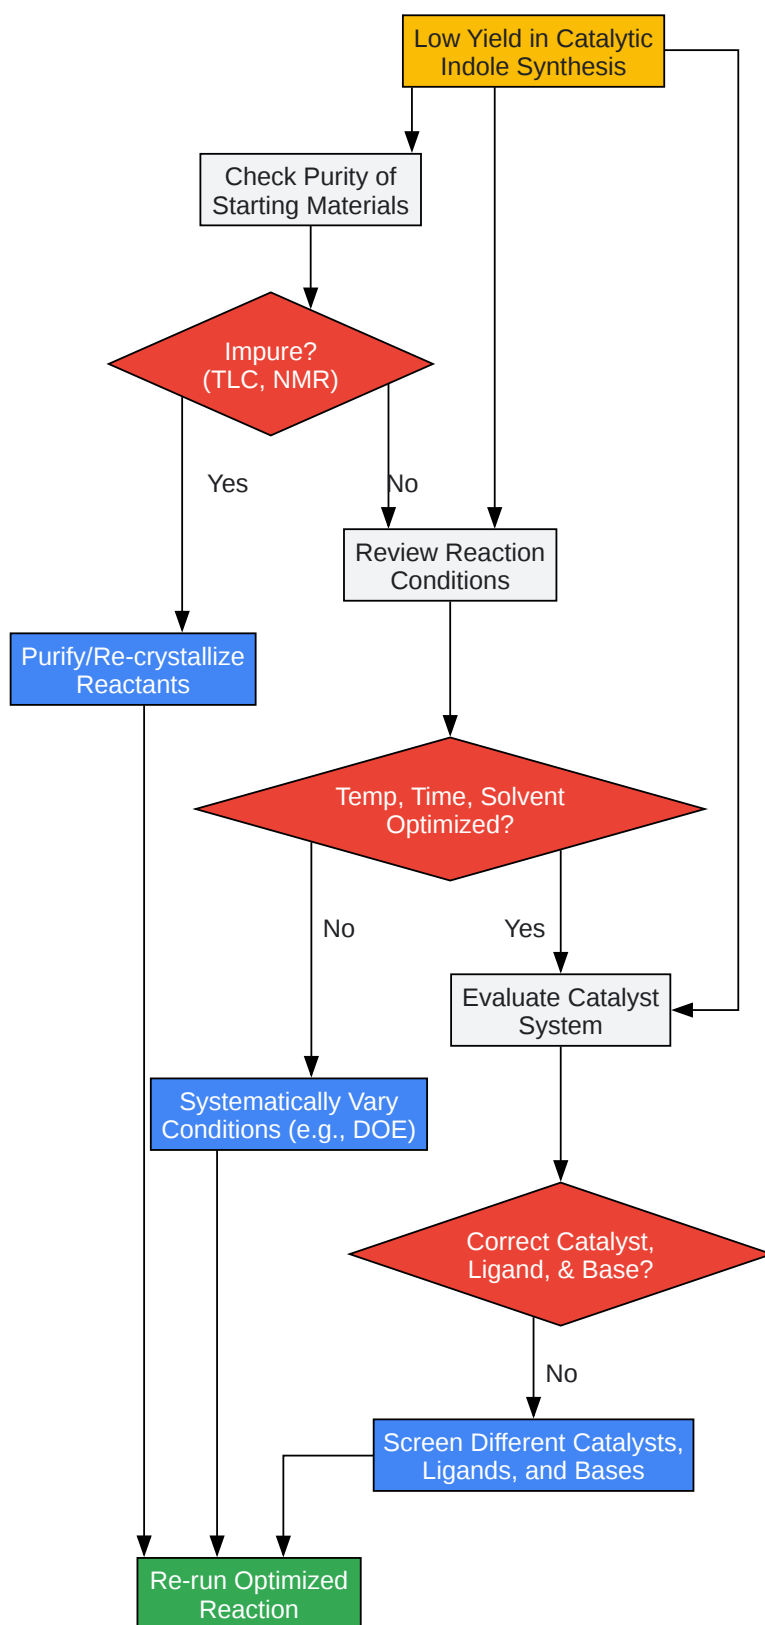 Low Yield in Catalytic
Indole Synthesis
Check Purity of
Starting Materials
Impure?
(TLC, NMR)
Yes
No
Review Reaction
Conditions
Purify/Re-crystallize
Reactants
Temp, Time, Solvent
Optimized?
No
Yes
Evaluate Catalyst
System
Systematically Vary
Conditions (e.g., DOE)
Correct Catalyst,
Ligand, & Base?
No
Screen Different Catalysts,
Ligands, and Bases
Re-run Optimized
Reaction